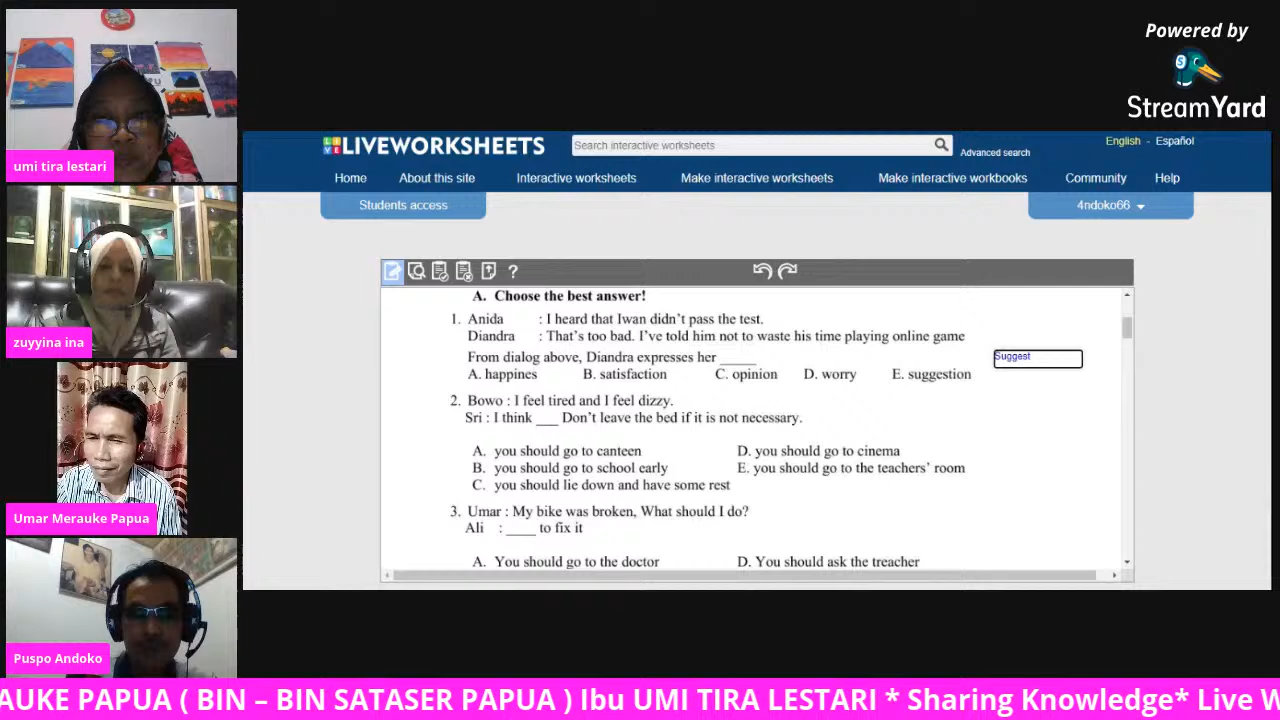 Powered by
StreamYard
umi tira lestari
zuyyina ina
Umar Merauke Papua
Puspo Andoko
LIVEWORKSHEETS
Search interactive worksheets
Advanced search
English - Español
Home About this site Interactive worksheets Make interactive worksheets Make interactive workbooks Community Help
Students access
4ndoko66
?
A. Choose the best answer!
1. Anida : I heard that Iwan didn't pass the test.
Diandra : That's too bad. I've told him not to waste his time playing online game
From dialog above, Diandra expresses her _____
Suggest
A. happines B. satisfaction C. opinion D. worry E. suggestion
2. Bowo : I feel tired and I feel dizzy.
Sri : I think ___ Don't leave the bed if it is not necessary.
A. you should go to canteen D. you should go to cinema
B. you should go to school early E. you should go to the teachers' room
C. you should lie down and have some rest
3. Umar : My bike was broken, What should I do?
Ali : ____ to fix it
A. You should go to the doctor D. You should ask the treacher
AUKE PAPUA ( BIN – BIN SATASER PAPUA ) Ibu UMI TIRA LESTARI * Sharing Knowledge* Live W